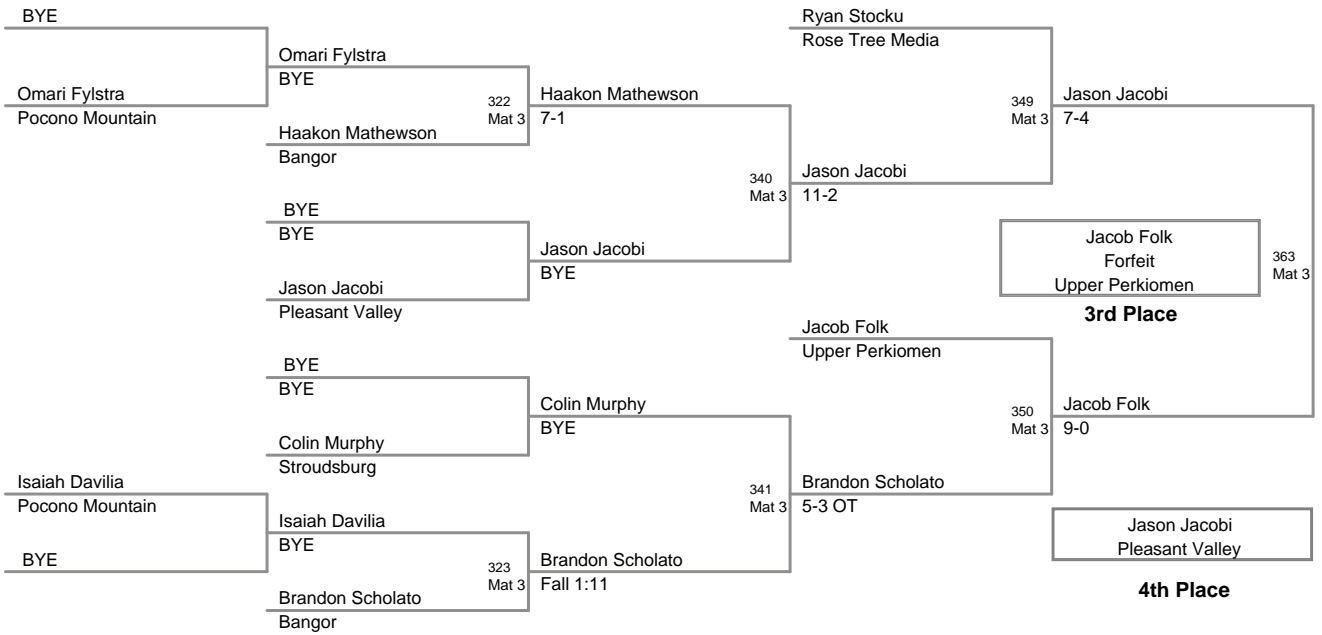 BYE
Ryan Stocku
Rose Tree Media
Omari Fylstra
BYE
Omari Fylstra
Pocono Mountain
322
Mat 3
Haakon Mathewson
7-1
349
Mat 3
Jason Jacobi
7-4
Haakon Mathewson
Bangor
340
Mat 3
Jason Jacobi
11-2
BYE
BYE
Jason Jacobi
BYE
Jacob Folk
Forfeit
Upper Perkiomen
363
Mat 3
Jason Jacobi
Pleasant Valley
3rd Place
Jacob Folk
Upper Perkiomen
BYE
BYE
Colin Murphy
BYE
350
Mat 3
Jacob Folk
9-0
Colin Murphy
Stroudsburg
Isaiah Davilia
Pocono Mountain
341
Mat 3
Brandon Scholato
5-3 OT
Isaiah Davilia
BYE
Jason Jacobi
Pleasant Valley
BYE
323
Mat 3
Brandon Scholato
Fall 1:11
4th Place
Brandon Scholato
Bangor